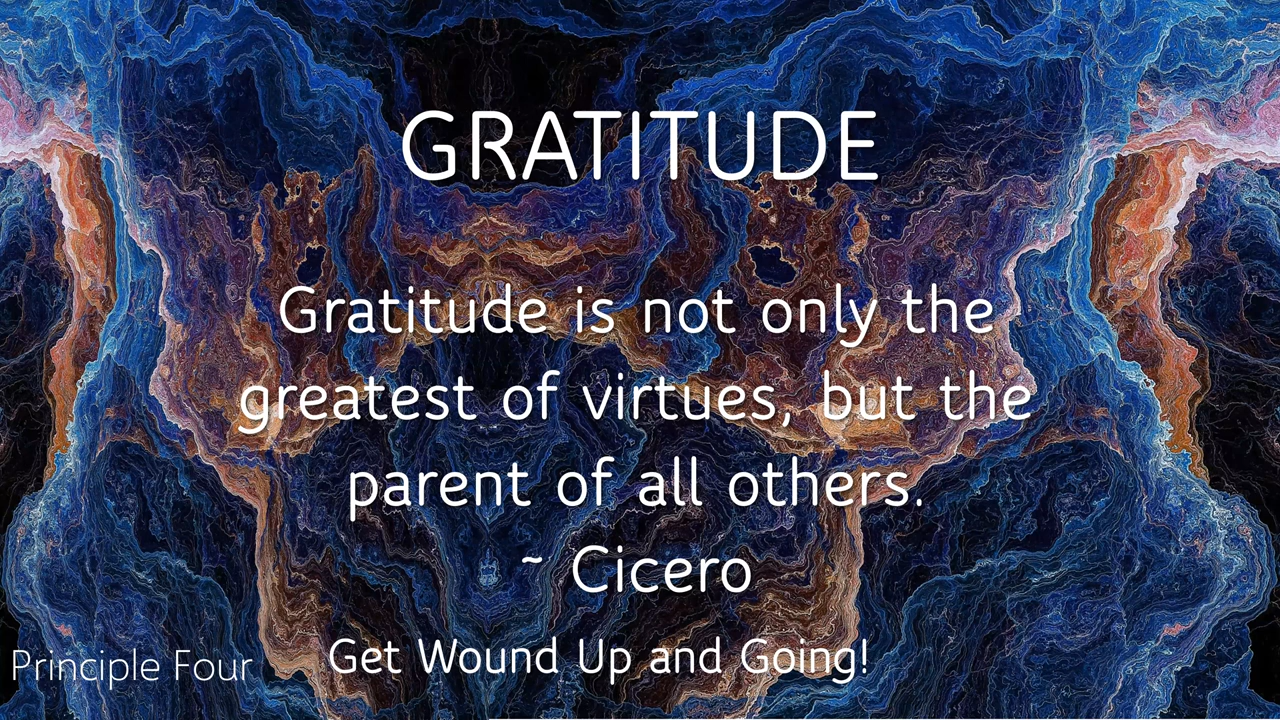 GRATITUDE
Gratitude is not only the
greatest of virtues, but the
parent of all others.
~ Cicero
Get Wound Up and Going!
Principle Four